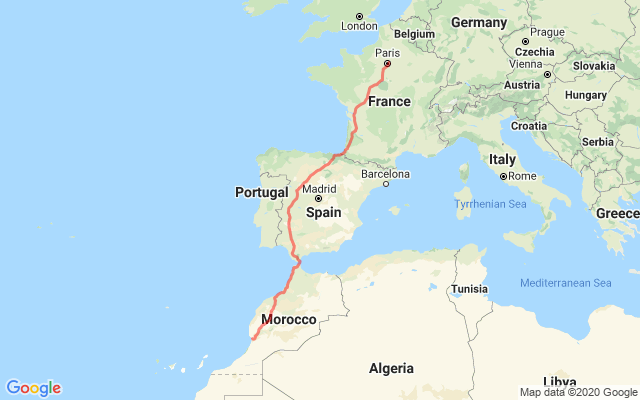 London
Belgium
Germany
Prague
Paris
Czechia
Vienna
Slovakia
Austria
Hungary
France
Croatia
Serbia
Italy
Barcelona
Rome
Portugal
Madrid
Spain
Tyrrhenian Sea
Greece
Tunisia
Mediterranean Sea
Morocco
Algeria
Libya
Google
Map data ©2020 Google